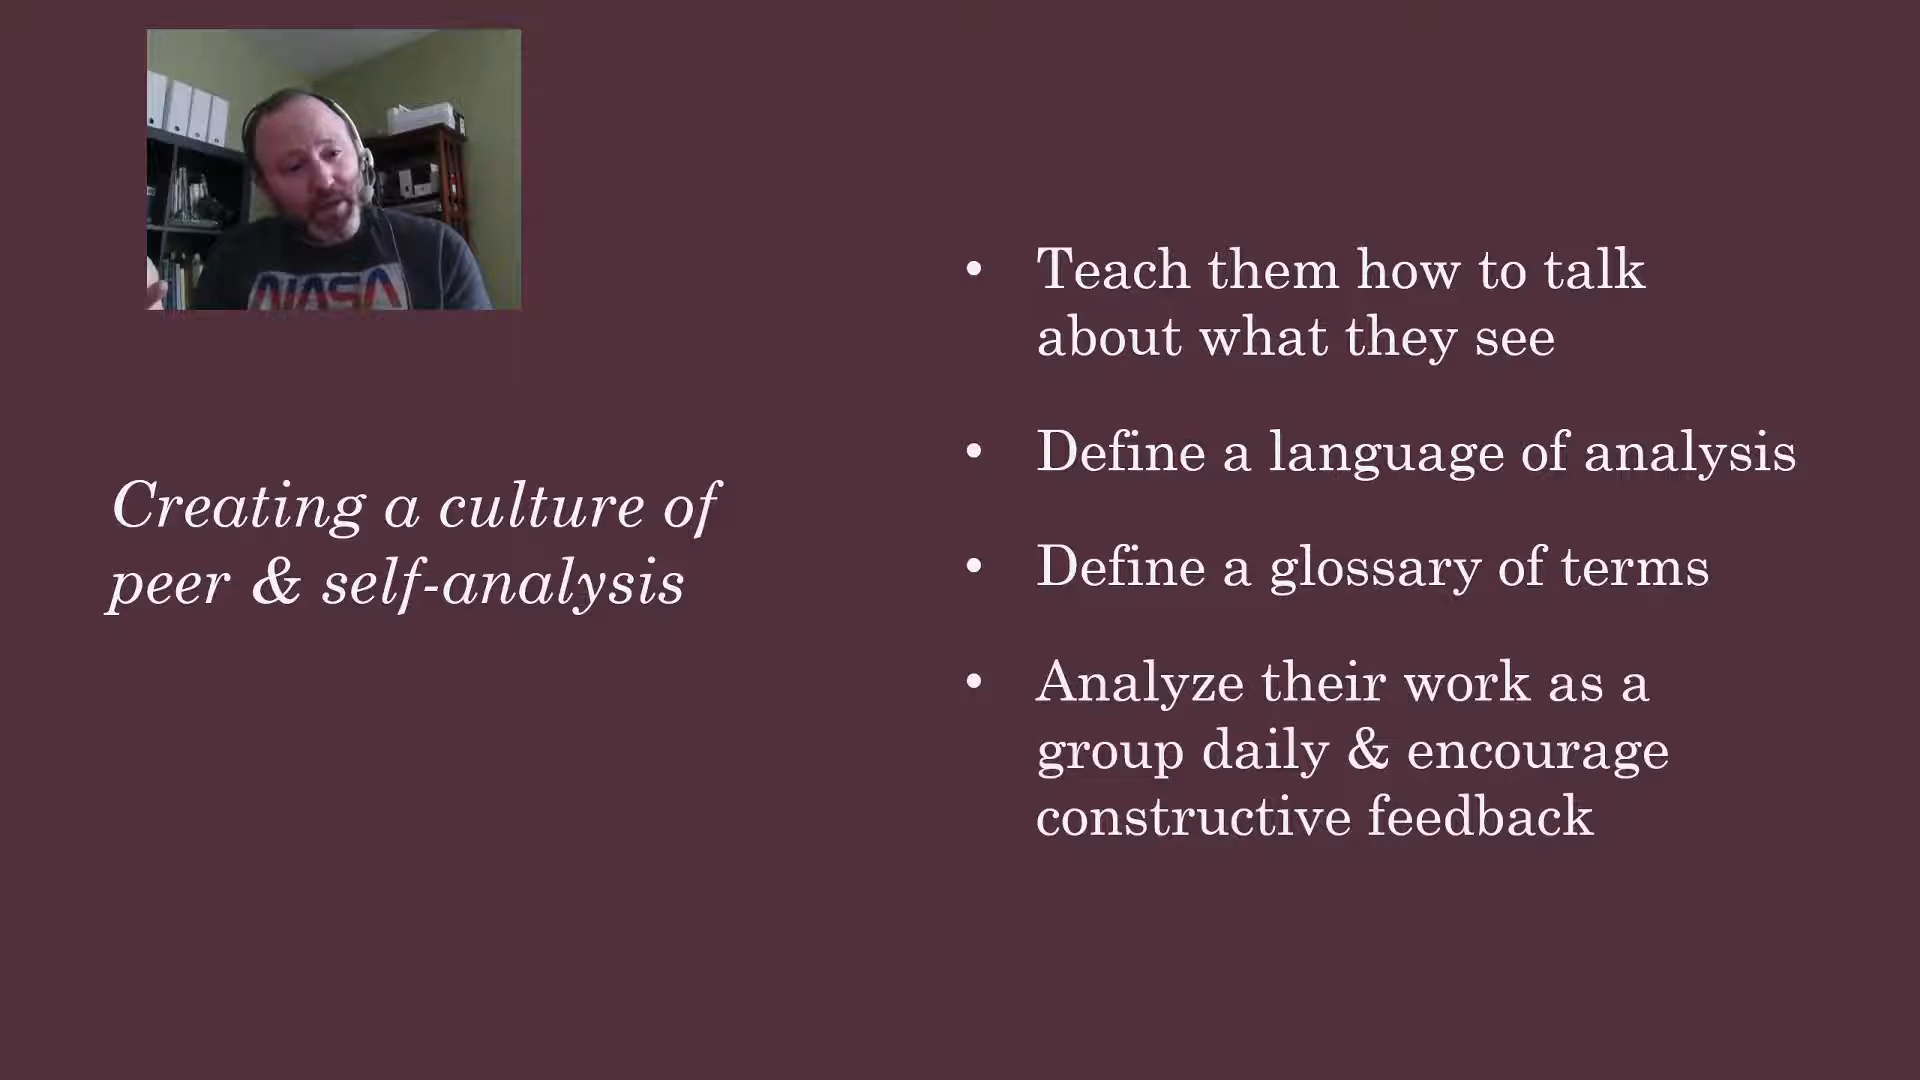 NASA
Creating a culture of
peer & self-analysis
• Teach them how to talk
about what they see
• Define a language of analysis
• Define a glossary of terms
• Analyze their work as a
group daily & encourage
constructive feedback